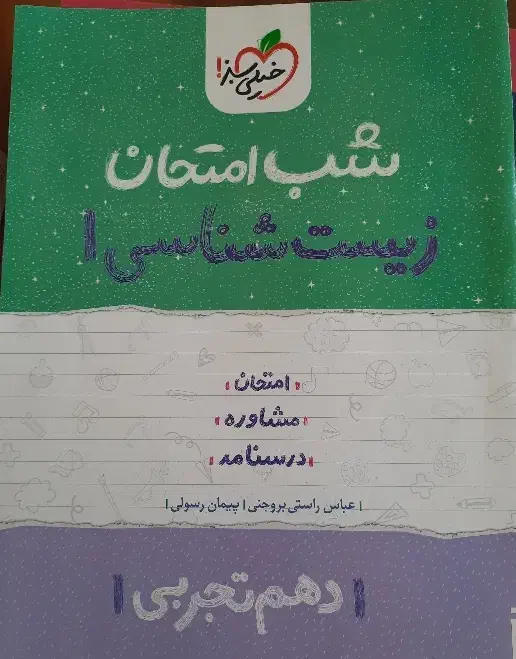 خیلی سبز!
شب امتحان
زیست شناسی ۱
امتحان
مشاوره
درسنامه
| عباس راستی بروجنی | پیمان رسولی |
| دهم تجربی |